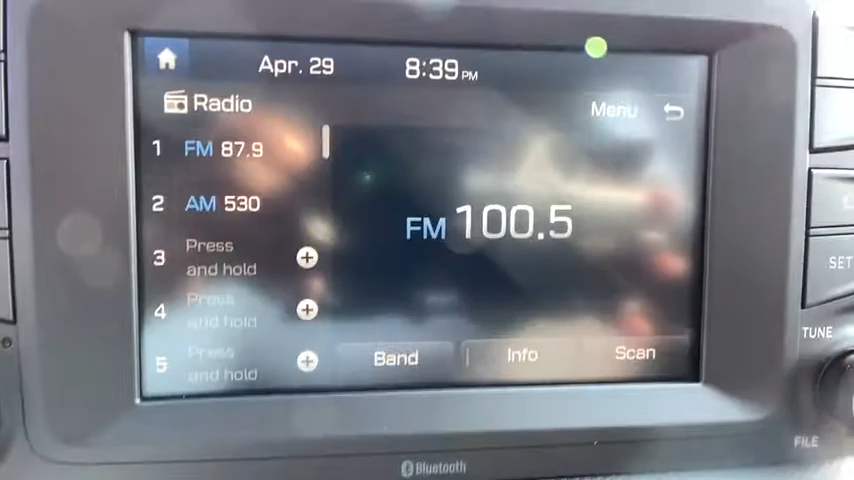 Apr. 29 8:39 PM
Radio
Menu
1 FM 87.9
2 AM 530
3 Press and hold
4 Press and hold
5 Press and hold
FM 100.5
Band Info Scan
SET
TUNE
FILE
Bluetooth